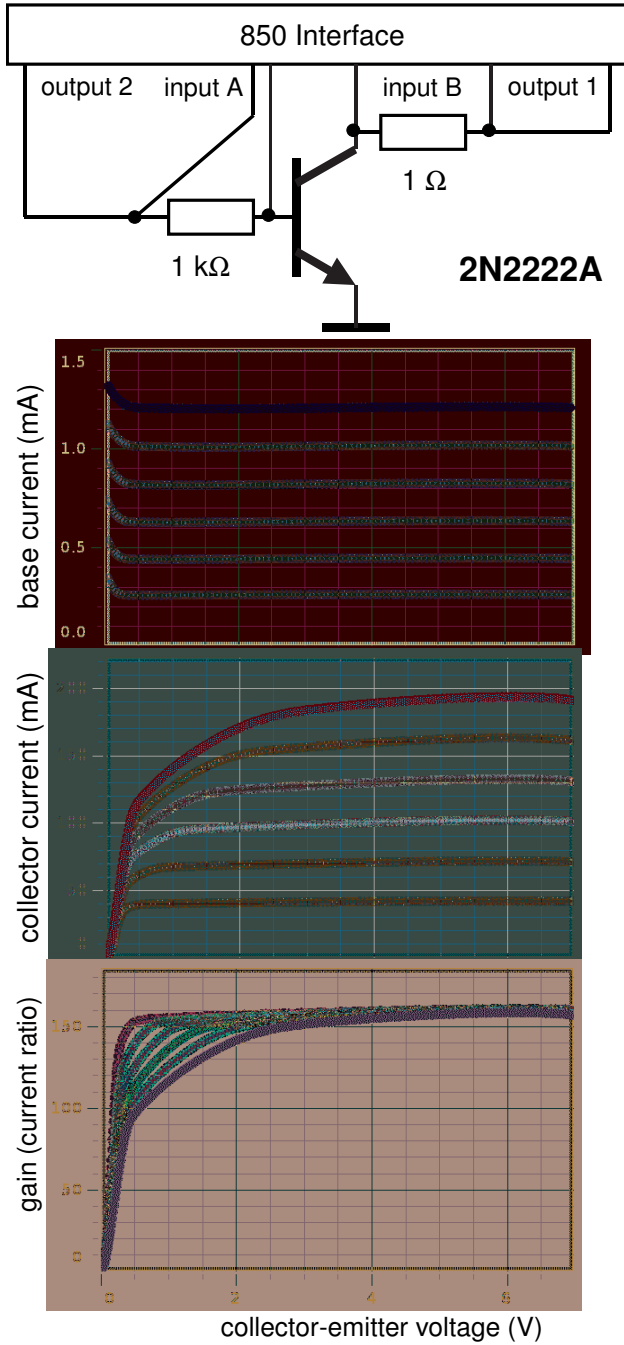 850 Interface
output 2 input A input B output 1
1 Ω
1 kΩ
2N2222A
base current (mA)
1.5
1.0
0.5
0.0
collector current (mA)
gain (current ratio)
150
100
50
0
0 2 4 6
collector-emitter voltage (V)